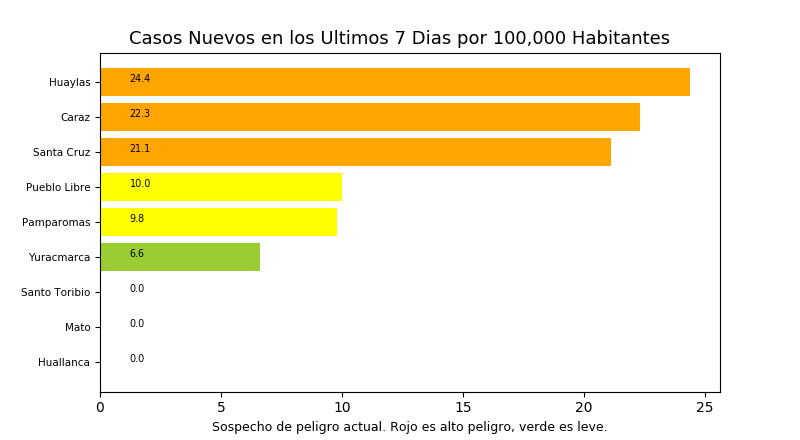 Casos Nuevos en los Ultimos 7 Dias por 100,000 Habitantes
Huaylas 24.4
Caraz 22.3
Santa Cruz 21.1
Pueblo Libre 10.0
Pamparomas 9.8
Yuracmarca 6.6
Santo Toribio 0.0
Mato 0.0
Huallanca 0.0
0 5 10 15 20 25
Sospecho de peligro actual. Rojo es alto peligro, verde es leve.